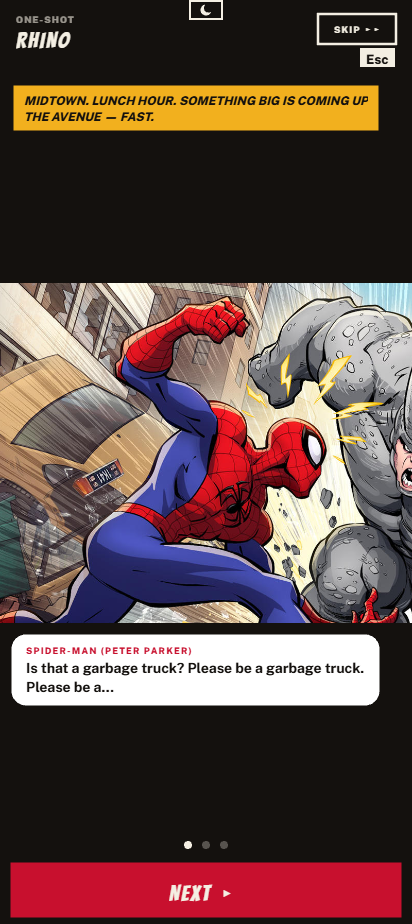 ONE-SHOT
RHINO
SKIP ►►
Esc
MIDTOWN. LUNCH HOUR. SOMETHING BIG IS COMING UP
THE AVENUE — FAST.
SPIDER-MAN (PETER PARKER)
Is that a garbage truck? Please be a garbage truck.
Please be a...
NEXT ►